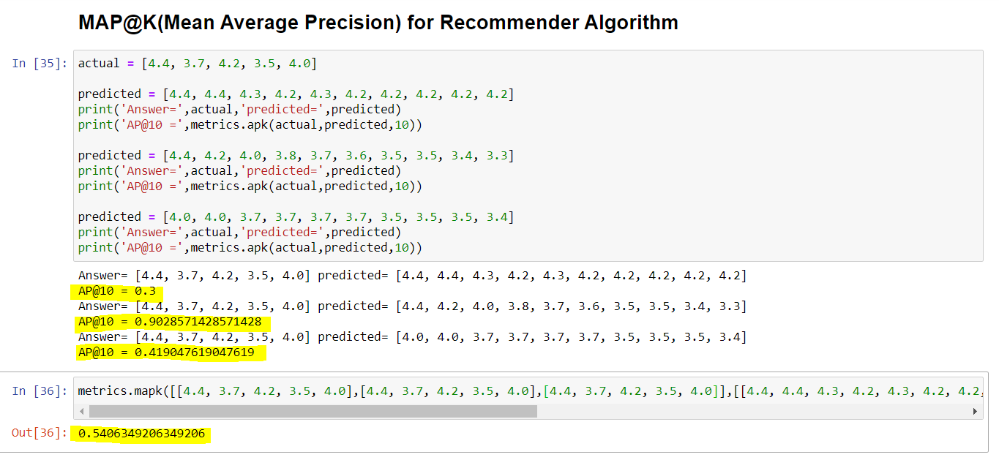 MAP@K(Mean Average Precision) for Recommender Algorithm
In [35]:
actual = [4.4, 3.7, 4.2, 3.5, 4.0]
predicted = [4.4, 4.4, 4.3, 4.2, 4.3, 4.2, 4.2, 4.2, 4.2, 4.2]
print('Answer=',actual,'predicted=',predicted)
print('AP@10 =',metrics.apk(actual,predicted,10))
predicted = [4.4, 4.2, 4.0, 3.8, 3.7, 3.6, 3.5, 3.5, 3.4, 3.3]
print('Answer=',actual,'predicted=',predicted)
print('AP@10 =',metrics.apk(actual,predicted,10))
predicted = [4.0, 4.0, 3.7, 3.7, 3.7, 3.7, 3.5, 3.5, 3.5, 3.4]
print('Answer=',actual,'predicted=',predicted)
print('AP@10 =',metrics.apk(actual,predicted,10))
Answer= [4.4, 3.7, 4.2, 3.5, 4.0] predicted= [4.4, 4.4, 4.3, 4.2, 4.3, 4.2, 4.2, 4.2, 4.2, 4.2]
AP@10 = 0.3
Answer= [4.4, 3.7, 4.2, 3.5, 4.0] predicted= [4.4, 4.2, 4.0, 3.8, 3.7, 3.6, 3.5, 3.5, 3.4, 3.3]
AP@10 = 0.9028571428571428
Answer= [4.4, 3.7, 4.2, 3.5, 4.0] predicted= [4.0, 4.0, 3.7, 3.7, 3.7, 3.7, 3.5, 3.5, 3.5, 3.4]
AP@10 = 0.419047619047619
In [36]: metrics.mapk([[4.4, 3.7, 4.2, 3.5, 4.0],[4.4, 3.7, 4.2, 3.5, 4.0],[4.4, 3.7, 4.2, 3.5, 4.0]],[[4.4, 4.4, 4.3, 4.2, 4.3, 4.2, 4.2,
Out[36]: 0.5406349206349206